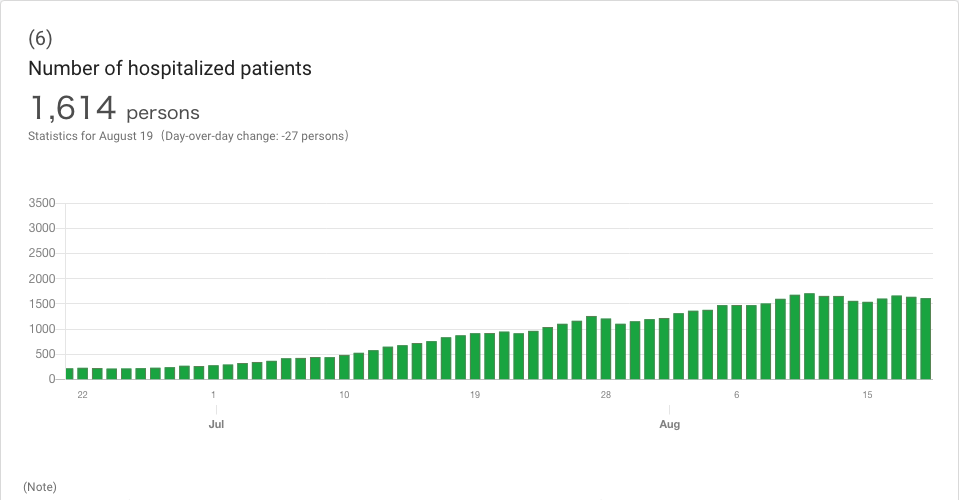 (6)
Number of hospitalized patients
1,614 persons
Statistics for August 19（Day-over-day change: -27 persons）
3500
3000
2500
2000
1500
1000
500
0
22 1 10 19 28 6 15
Jul Aug
(Note)